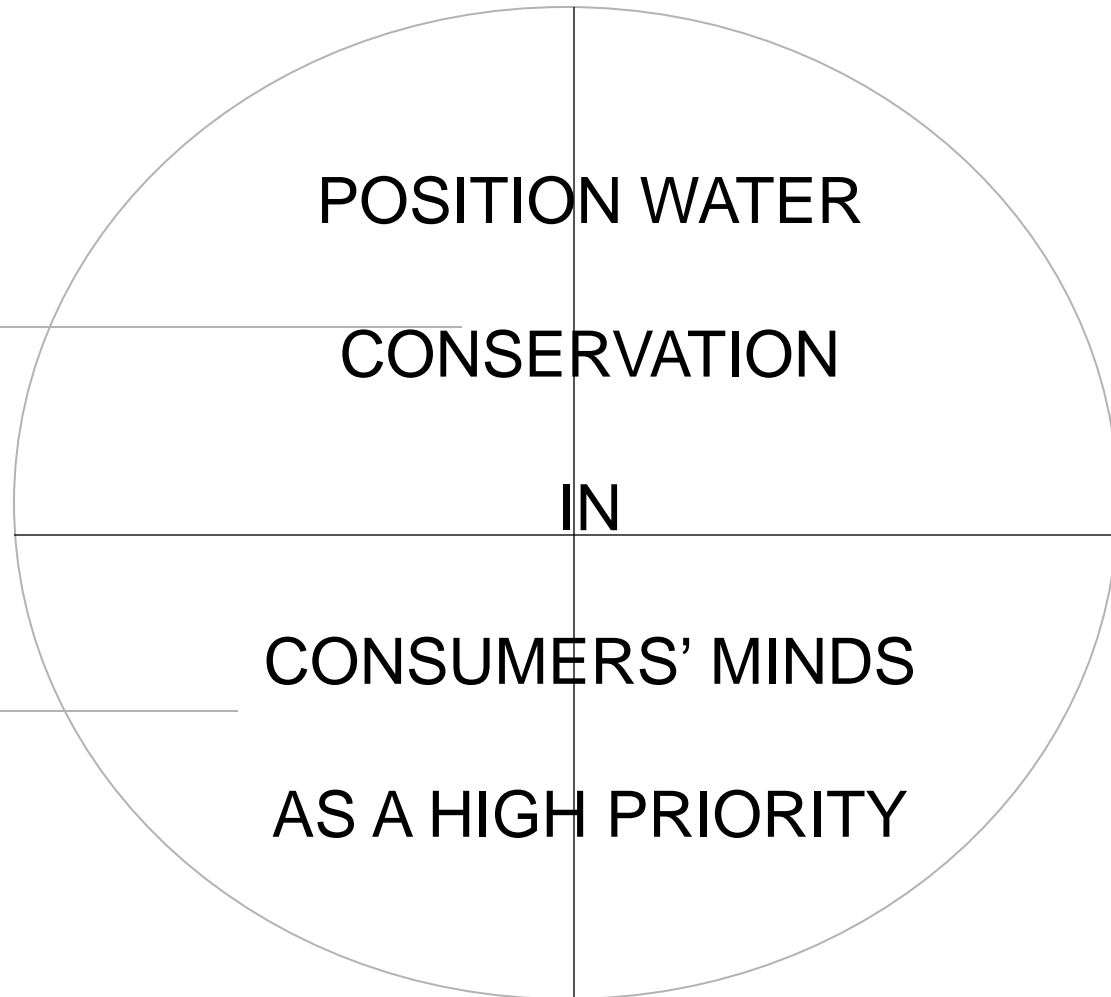 POSITION WATER
CONSERVATION
IN
CONSUMERS’ MINDS
AS A HIGH PRIORITY